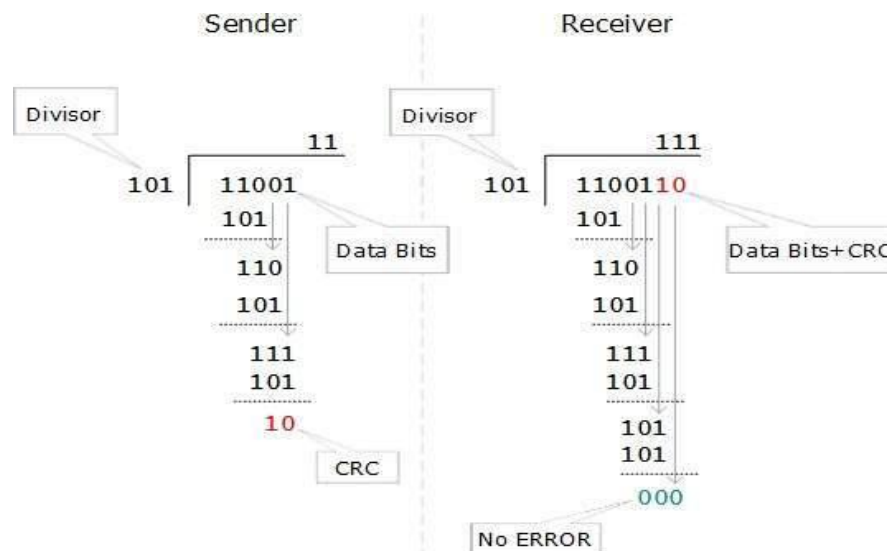 Sender
Divisor
11
101
11001
101
Data Bits
110
101
111
101
10
CRC
Receiver
Divisor
111
101
1100110
101
Data Bits+CRC
110
101
111
101
101
101
000
No ERROR